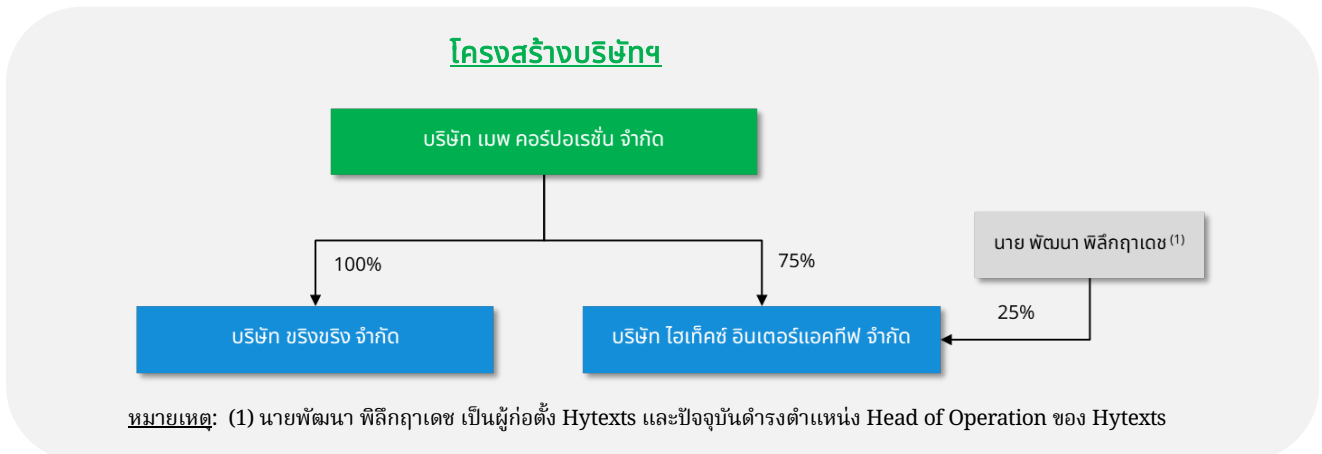 โครงสร้างบริษัทฯ
บริษัท เมพ คอร์ปอเรชั่น จำกัด
นาย พัฒนา พิลึกฤาเดช (1)
100%
75%
25%
บริษัท ขริงขริง จำกัด
บริษัท ไฮเท็คซ์ อินเตอร์แอคทีฟ จำกัด
หมายเหตุ: (1) นายพัฒนา พิลึกฤาเดช เป็นผู้ก่อตั้ง Hytexts และปัจจุบันดำรงตำแหน่ง Head of Operation ของ Hytexts